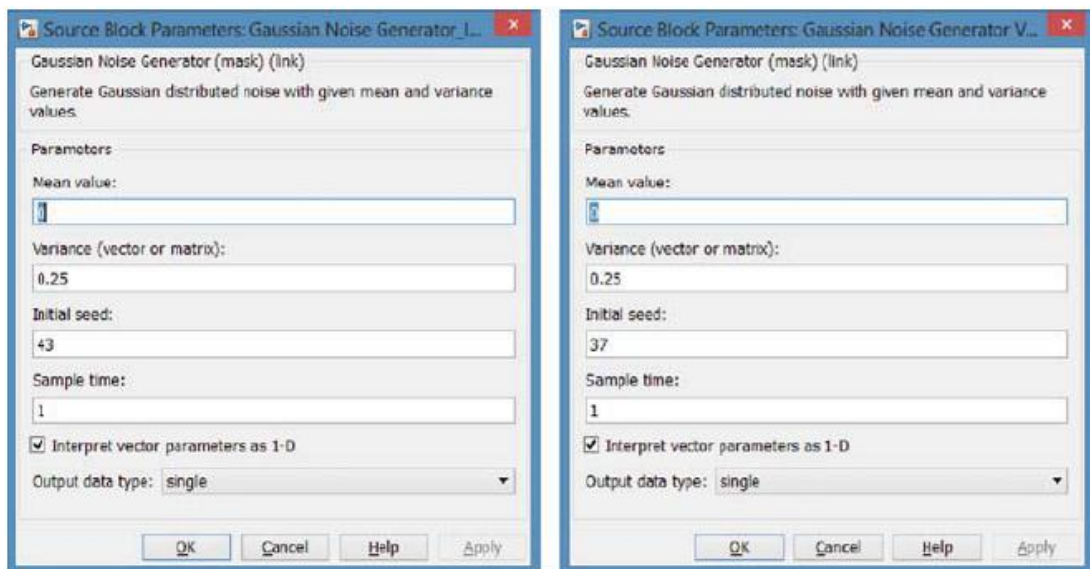 Source Block Parameters: Gaussian Noise Generator_I...
Gaussian Noise Generator (mask) (link)
Generate Gaussian distributed noise with given mean and variance
values.
Parameters
Mean value:
0
Variance (vector or matrix):
0.25
Initial seed:
43
Sample time:
1
Interpret vector parameters as 1-D
Output data type: single
OK Cancel Help Apply
Source Block Parameters: Gaussian Noise Generator V...
Gaussian Noise Generator (mask) (link)
Generate Gaussian distributed noise with given mean and variance
values.
Parameters
Mean value:
0
Variance (vector or matrix):
0.25
Initial seed:
37
Sample time:
1
Interpret vector parameters as 1-D
Output data type: single
OK Cancel Help Apply